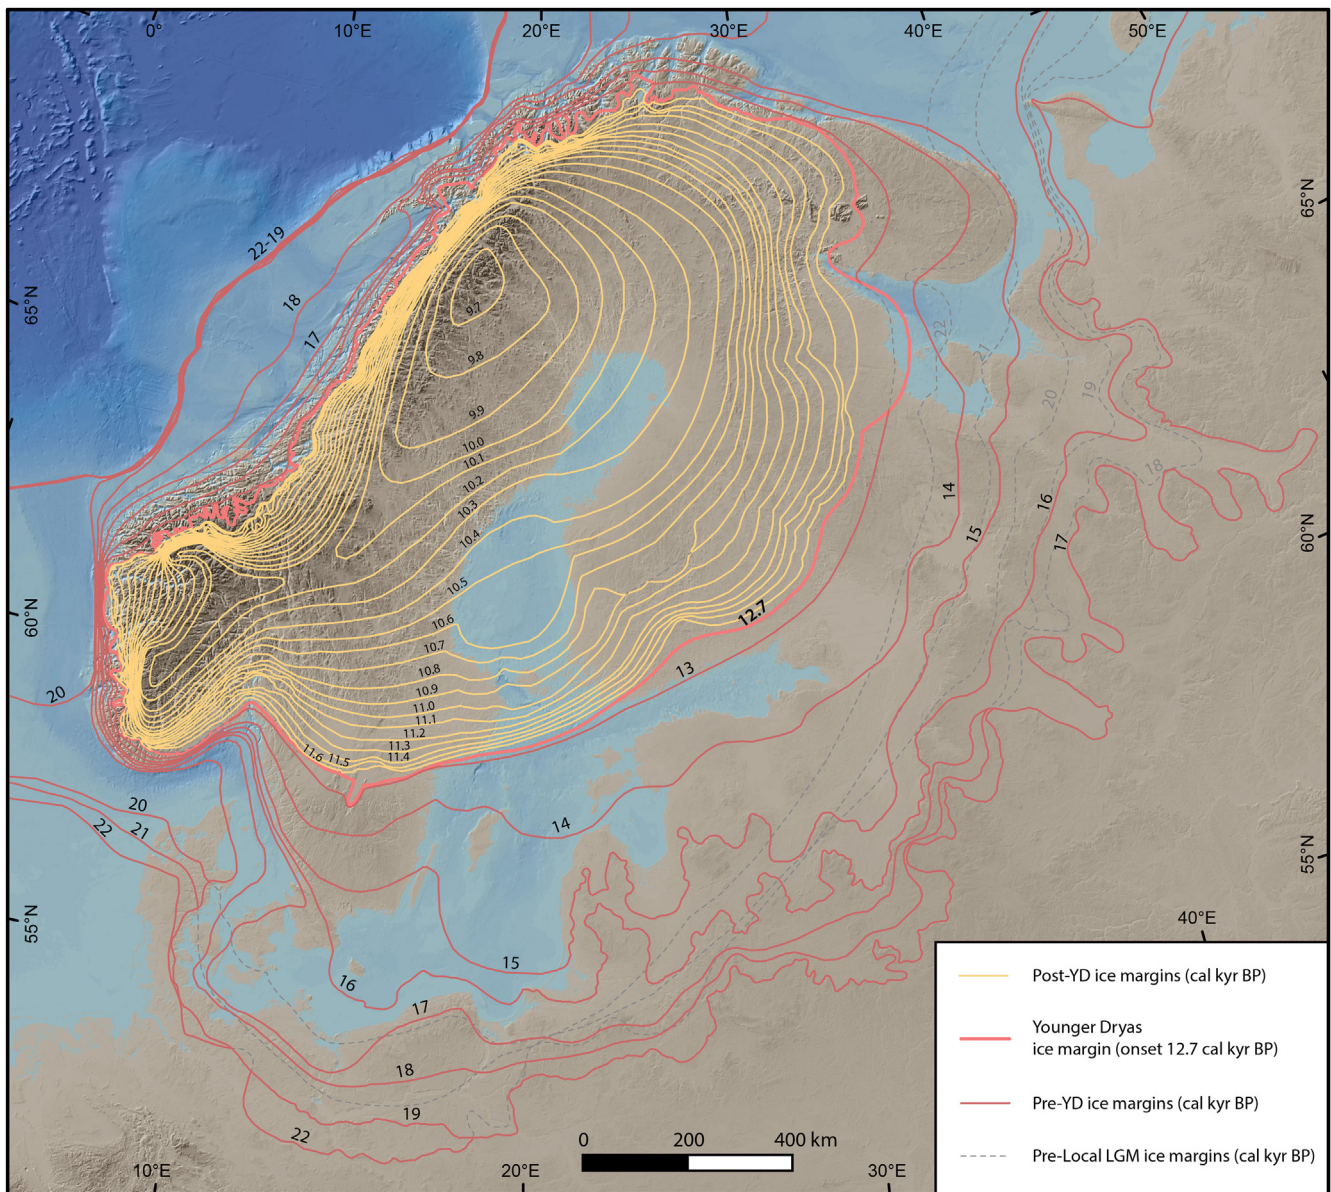 0°
10°E
20°E
30°E
40°E
50°E
65°N
22-19
18
17
65°N
9.7
9.8
9.9
10.0
10.1
10.2
10.3
10.4
10.5
10.6
10.7
10.8
10.9
11.0
11.1
11.2
11.3
11.4
11.6
11.5
22
21
20
19
18
14
15
16
17
60°N
60°N
12.7
13
20
20
21
22
14
55°N
55°N
15
16
17
18
19
22
40°E
Post-YD ice margins (cal kyr BP)
Younger Dryas
ice margin (onset 12.7 cal kyr BP)
Pre-YD ice margins (cal kyr BP)
Pre-Local LGM ice margins (cal kyr BP)
0
200
400 km
10°E
20°E
30°E